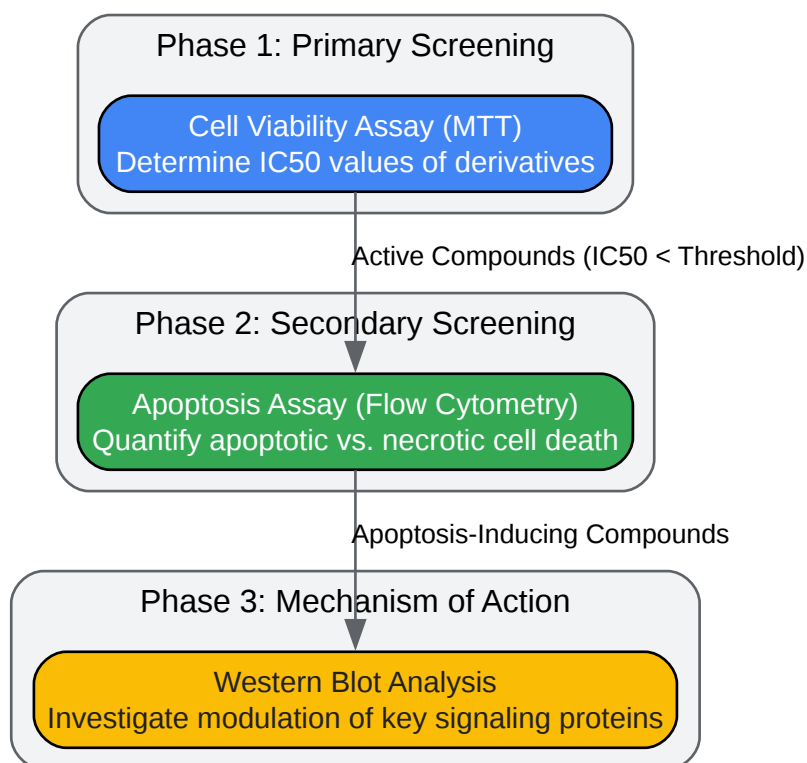 Phase 1: Primary Screening
Cell Viability Assay (MTT)
Determine IC50 values of derivatives
Active Compounds (IC50 < Threshold)
Phase 2: Secondary Screening
Apoptosis Assay (Flow Cytometry)
Quantify apoptotic vs. necrotic cell death
Apoptosis-Inducing Compounds
Phase 3: Mechanism of Action
Western Blot Analysis
Investigate modulation of key signaling proteins